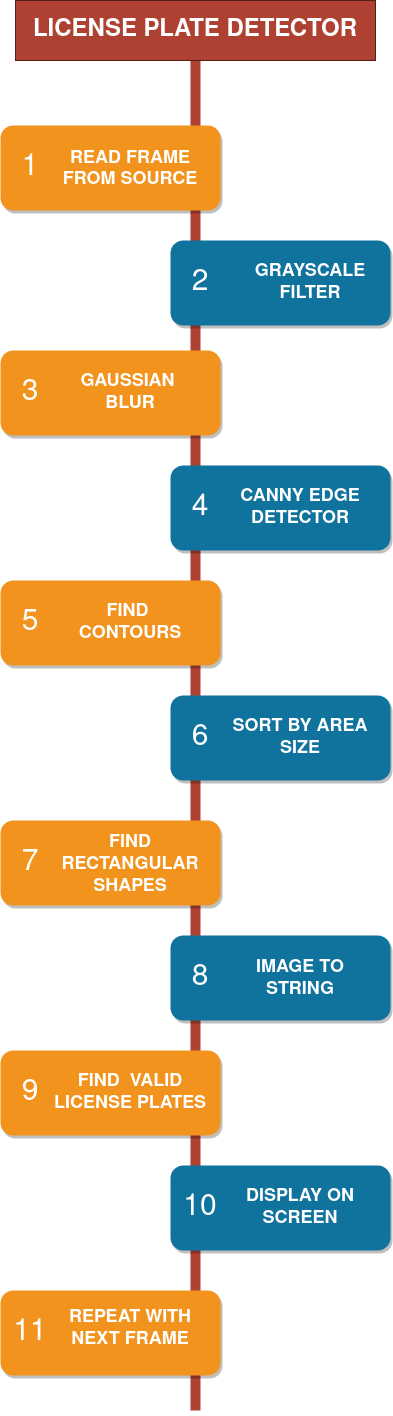 LICENSE PLATE DETECTOR
1
READ FRAME
FROM SOURCE
2
GRAYSCALE
FILTER
3
GAUSSIAN
BLUR
4
CANNY EDGE
DETECTOR
5
FIND
CONTOURS
6
SORT BY AREA
SIZE
7
FIND
RECTANGULAR
SHAPES
8
IMAGE TO
STRING
9
FIND  VALID
LICENSE PLATES
10
DISPLAY ON
SCREEN
11
REPEAT WITH
NEXT FRAME